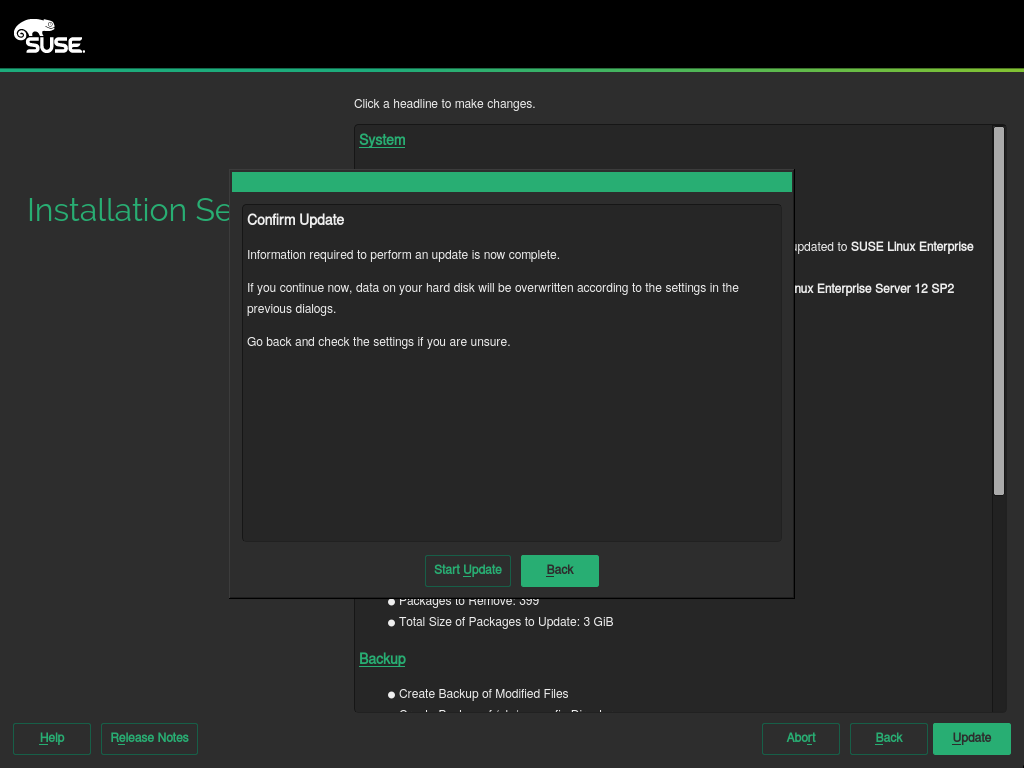 SUSE.
Click a headline to make changes.
System
Installation Se
updated to SUSE Linux Enterprise
nux Enterprise Server 12 SP2
Confirm Update
Information required to perform an update is now complete.
If you continue now, data on your hard disk will be overwritten according to the settings in the
previous dialogs.
Go back and check the settings if you are unsure.
Start Update
Back
Packages to Remove: 399
Total Size of Packages to Update: 3 GiB
Backup
Create Backup of Modified Files
Help
Release Notes
Abort
Back
Update